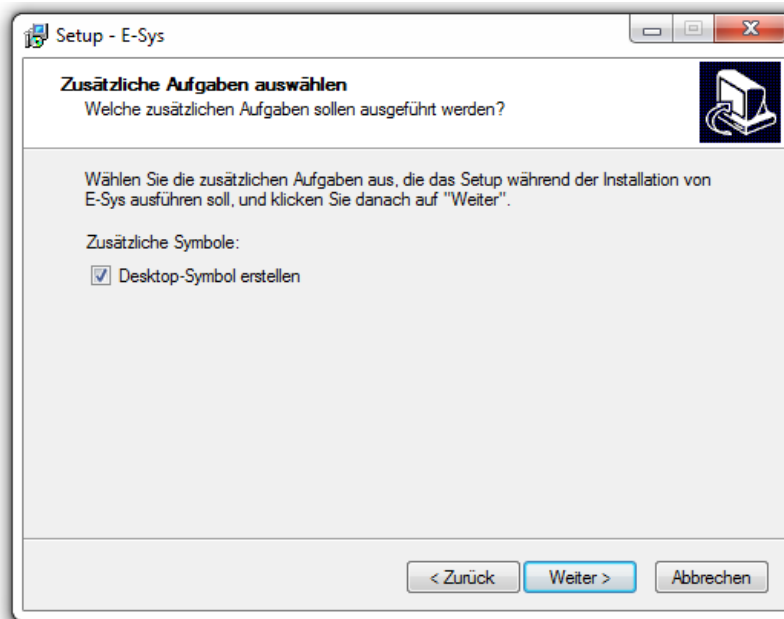 Setup - E-Sys
Zusätzliche Aufgaben auswählen
Welche zusätzlichen Aufgaben sollen ausgeführt werden?
Wählen Sie die zusätzlichen Aufgaben aus, die das Setup während der Installation von
E-Sys ausführen soll, und klicken Sie danach auf "Weiter".
Zusätzliche Symbole:
Desktop-Symbol erstellen
< Zurück Weiter > Abbrechen